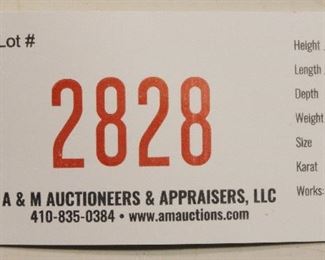 Lot #
2828
A & M AUCTIONEERS & APPRAISERS, LLC
410-835-0384 • www.amauctions.com
Height
Length
Depth
Weight
Size
Karat
Works: